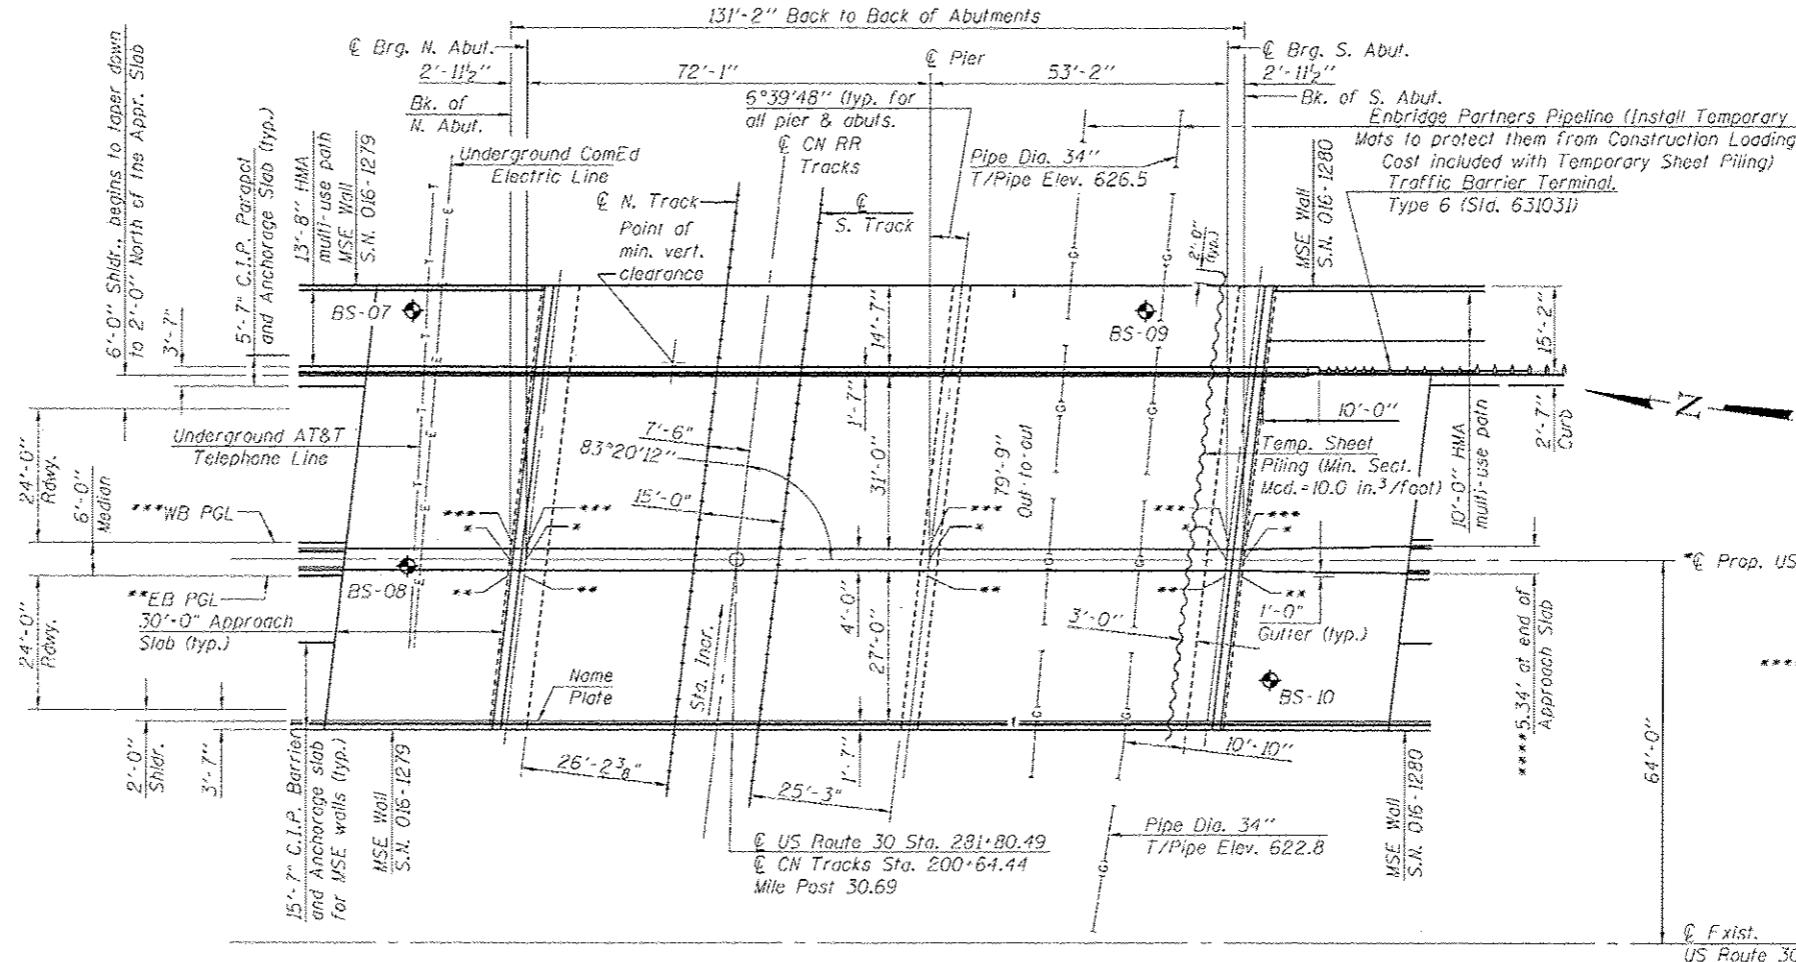 131'-2" Back to Back of Abutments
℄ Brg. N. Abut.
2'-11½"
Bk. of
N. Abut.
72'-1"
℄ Pier
53'-2"
℄ Brg. S. Abut.
2'-11½"
Bk. of S. Abut.
6°39'48" (typ. for
all pier & abuts.
℄ CN RR
Tracks
Enbridge Partners Pipeline (Install Temporary
Mats to protect them from Construction Loading
Cost included with Temporary Sheet Piling)
Traffic Barrier Terminal,
Type 6 (Std. 631031)
Pipe Dia. 34"
T/Pipe Elev. 626.5
Underground ComEd
Electric Line
℄ N. Track
℄
S. Track
Point of
min. vert.
clearance
6'-0" Shldr., begins to taper down
to 2'-0" North of the Appr. Slab
3'-7"
5'-7" C.I.P. Parapet
and Anchorage Slab (typ.)
13'-8" HMA
multi-use path
MSE Wall
S.N. 016-1279
MSE Wall
S.N. 016-1280
2'-0"
(typ.)
BS-07
BS-09
14'-7"
15'-2"
1'-7"
10'-0"
2'-7"
Curb
N
24'-0"
Rdwy.
6'-0"
Median
Underground AT&T
Telephone Line
7'-6"
83°20'12"
15'-0"
31'-0"
79'-9"
Out to out
Temp. Sheet
Piling (Min. Sect.
Mod.=10.0 in.³/foot)
10'-0" HMA
multi-use path
***WB PGL
***
*
***
*
***
*
***
*
***
*
℄ Prop. US
**EB PGL
BS-08
**
**
**
**
**
30'-0" Approach
Slab (typ.)
24'-0"
Rdwy.
4'-0"
3'-0"
1'-0"
Gutter (typ.)
****5.34' at end of
Approach Slab
****
27'-0"
Sta. Incr.
Name
Plate
BS-10
2'-0"
Shldr.
3'-7"
15'-7" C.I.P. Barrier
and Anchorage slab
for MSE walls (typ.)
MSE Wall
S.N. 016-1279
26'-2⅜"
25'-3"
1'-7"
10'-10"
64'-0"
MSE Wall
S.N. 016-1280
℄ US Route 30 Sta. 281+80.49
℄ CN Tracks Sta. 200+64.44
Mile Post 30.69
Pipe Dia. 34"
T/Pipe Elev. 622.8
℄ Exist.
US Route 30